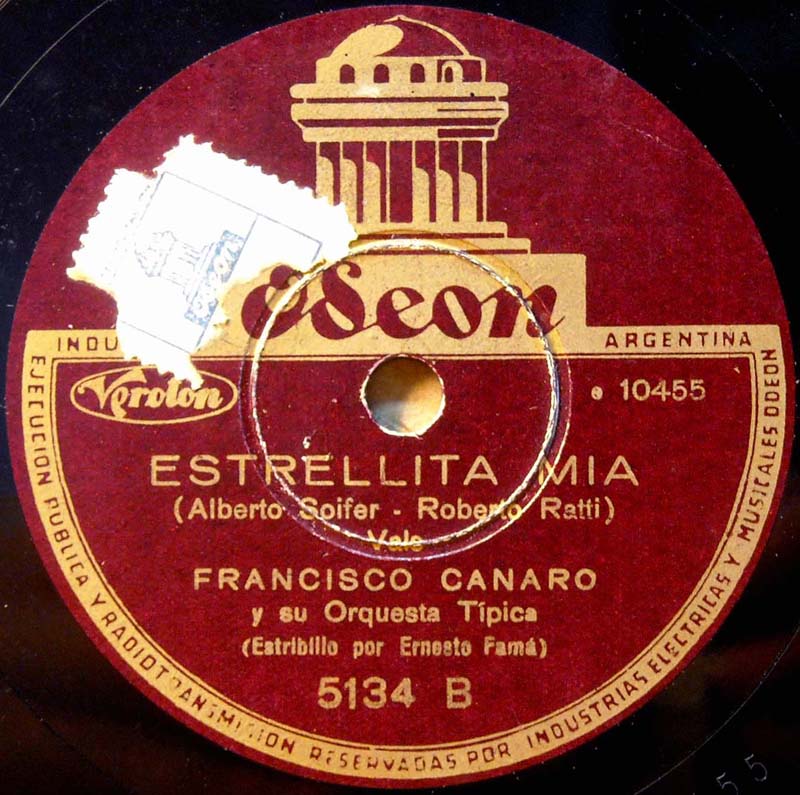 Odeon
ARGENTINA
Veroton
10455
ESTRELLITA MIA
(Alberto Soifer - Roberto Ratti)
Vals
FRANCISCO CANARO
y su Orquesta Típica
(Estribillo por Ernesto Famá)
5134 B
EJECUCION PUBLICA Y RADIOTRANSMISION RESERVADAS POR INDUSTRIAS ELECTRICAS Y MUSICALES ODEON
55